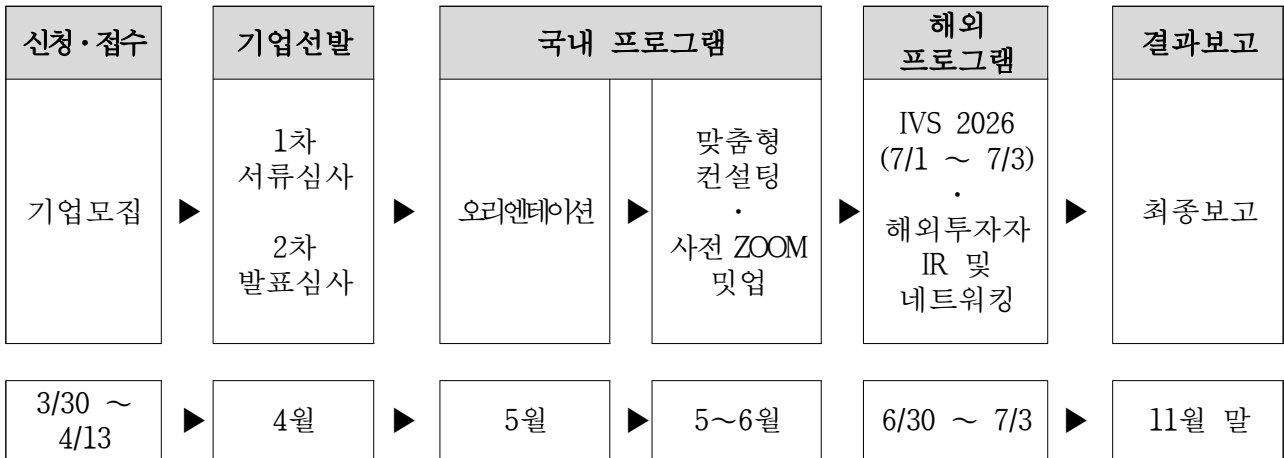 신청·접수
기업선발
국내 프로그램
해외
프로그램
결과보고
기업모집
▶
1차
서류심사
2차
발표심사
▶
오리엔테이션
▶
맞춤형
컨설팅
·
사전 ZOOM
밋업
▶
IVS 2026
(7/1 ~ 7/3)
·
해외투자자
IR 및
네트워킹
▶
최종보고
3/30 ~
4/13
▶
4월
▶
5월
▶
5~6월
▶
6/30 ~ 7/3
▶
11월 말